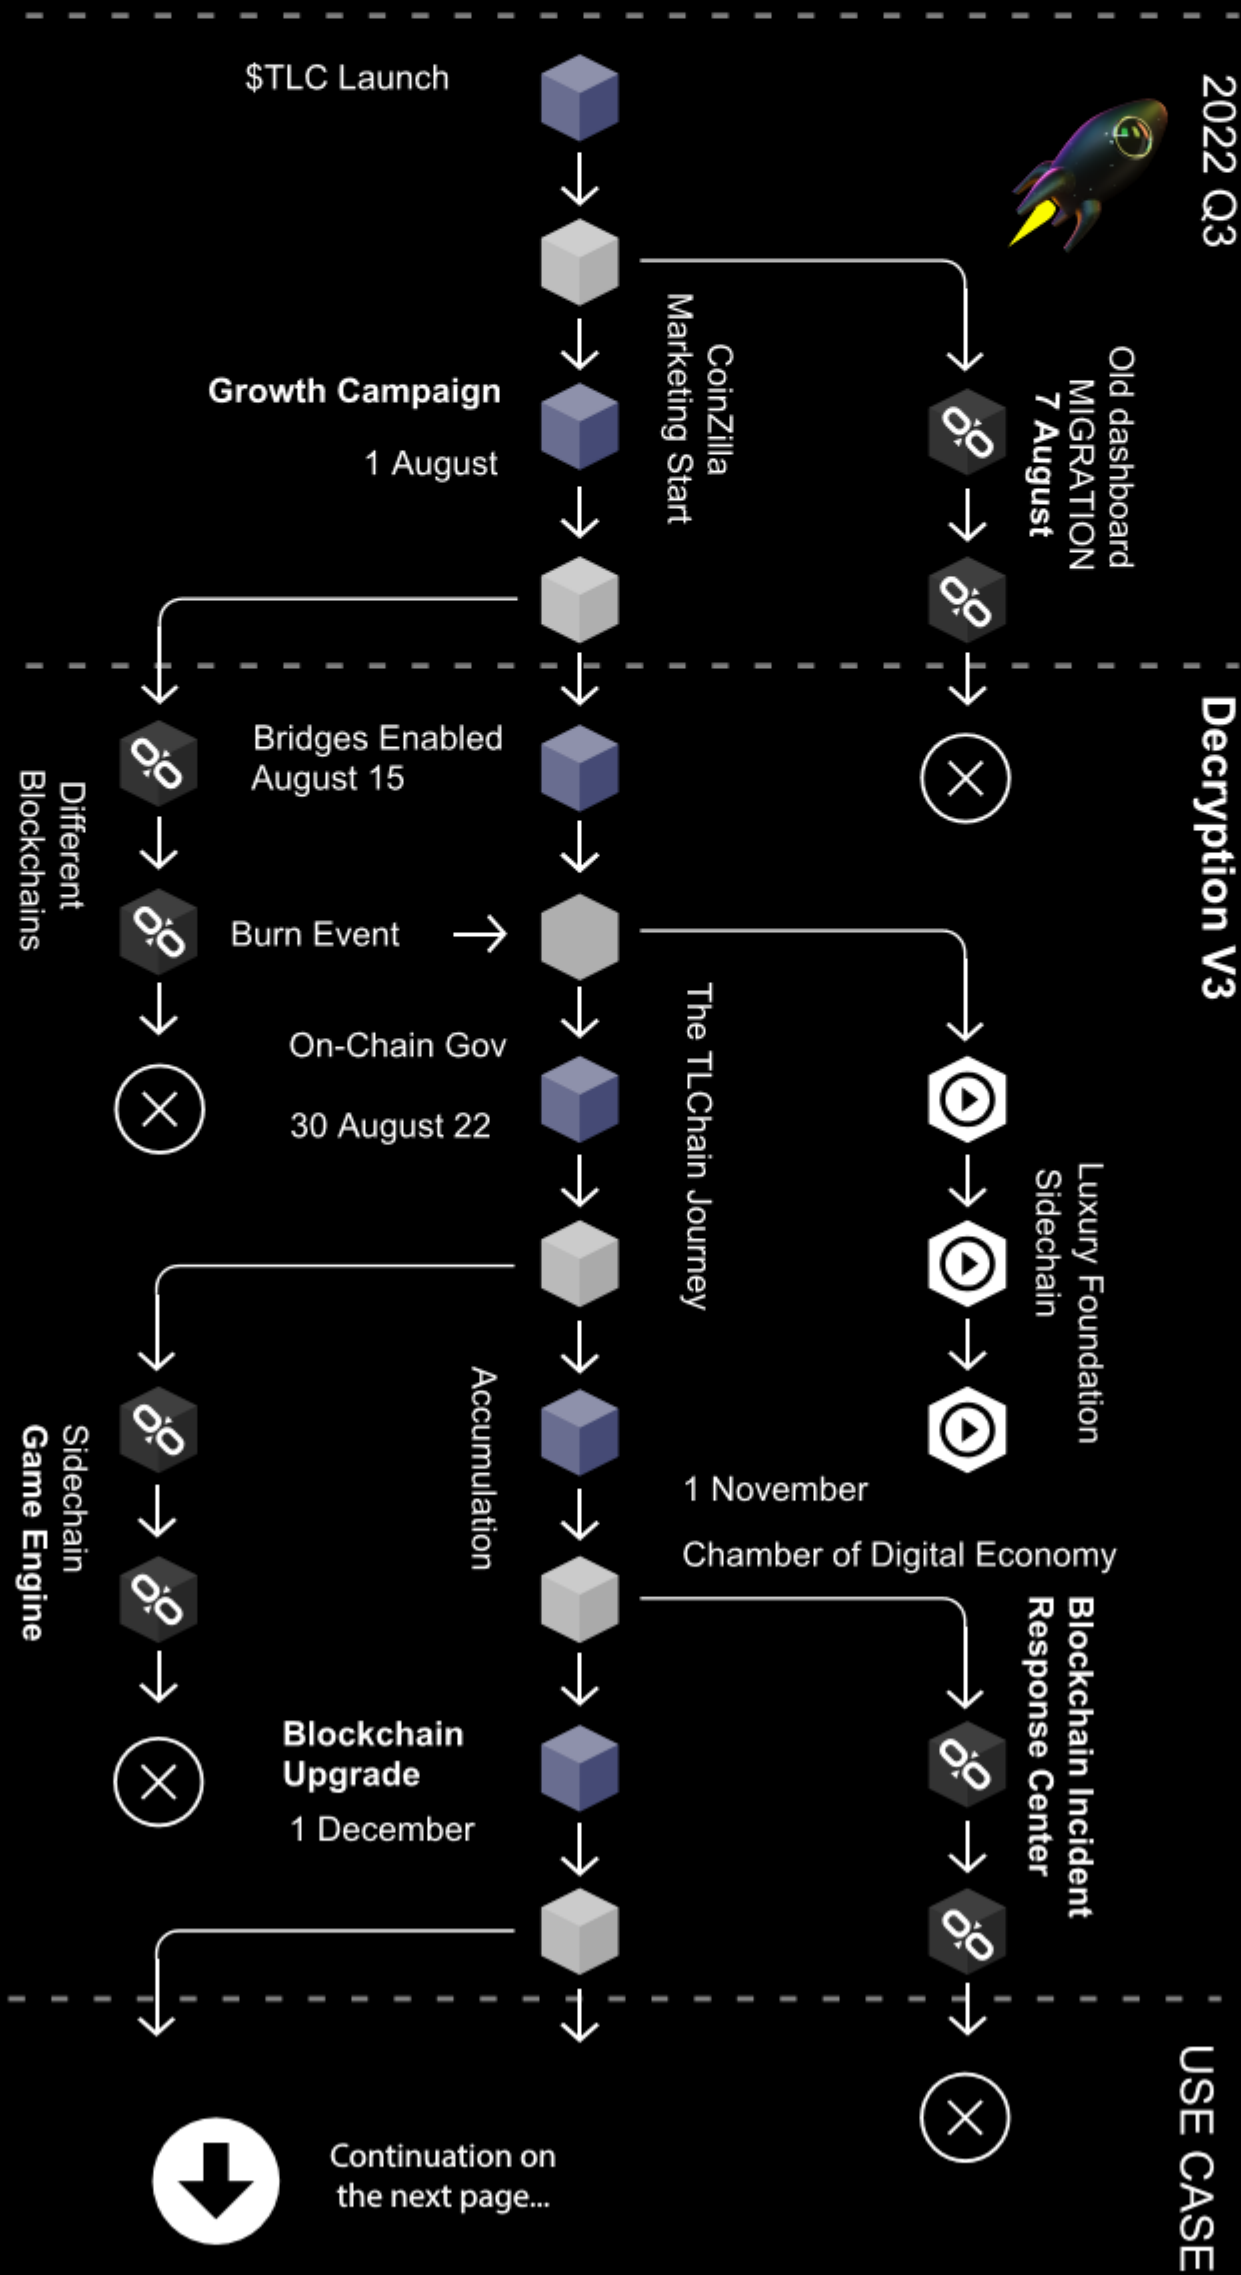 2022 Q3
$TLC Launch
CoinZilla
Marketing Start
Old dashboard
MIGRATION
7 August
Growth Campaign
1 August
Decryption V3
Different
Blockchains
Bridges Enabled
August 15
Burn Event
The TLChain Journey
On-Chain Gov
30 August 22
Luxury Foundation
Sidechain
Accumulation
Sidechain
Game Engine
1 November
Chamber of Digital Economy
Blockchain Incident
Response Center
Blockchain
Upgrade
1 December
USE CASE
Continuation on
the next page...